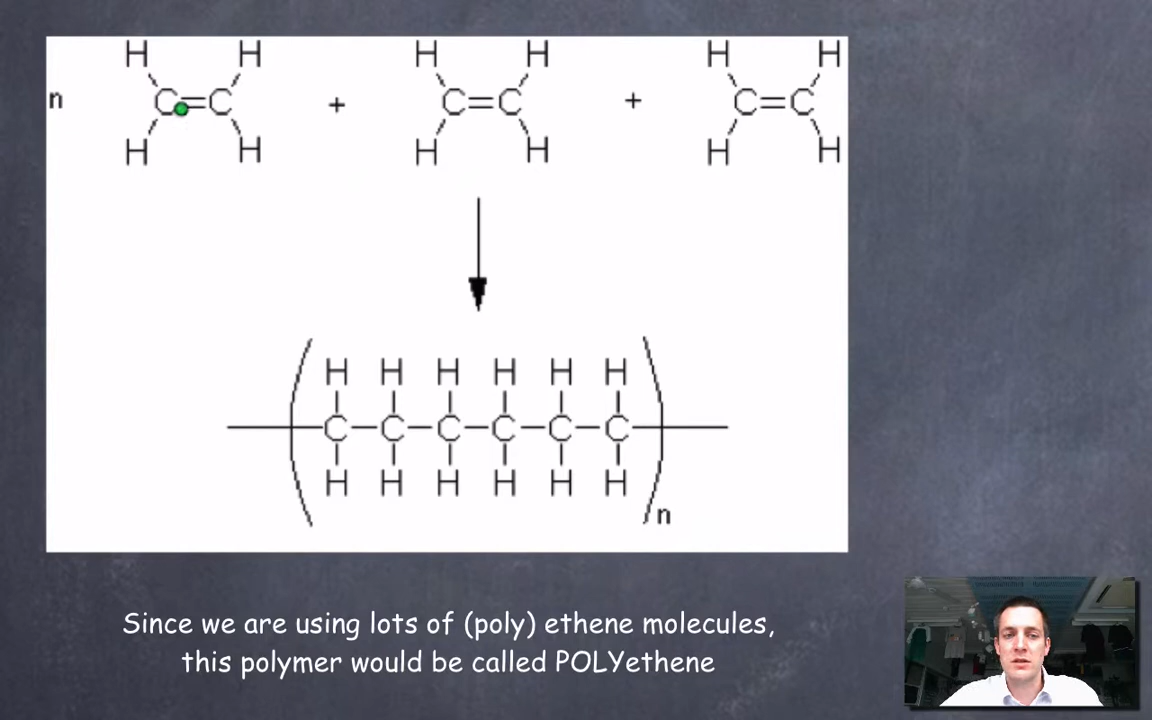 H H H H H H
n C=C + C=C + C=C
H H H H H H
H H H H H H
C-C-C-C-C-C
H H H H H H
n
Since we are using lots of (poly) ethene molecules,
this polymer would be called POLYethene